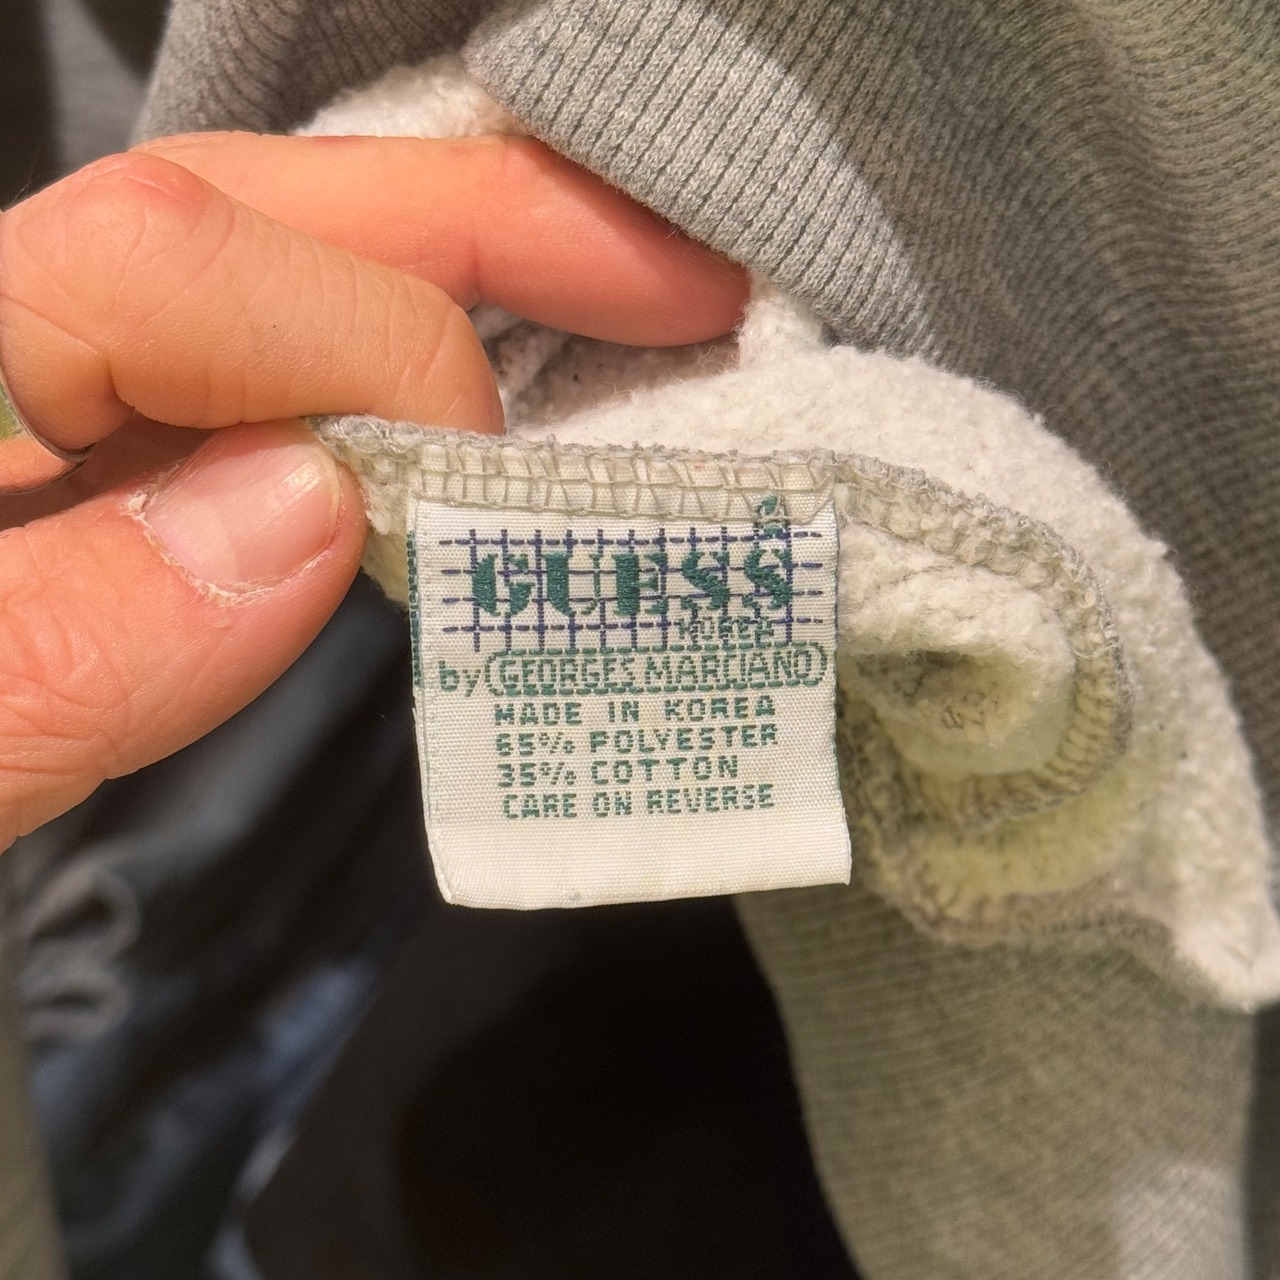 GUESS
by GEORGES MARCIANO
MADE IN KOREA
65% POLYESTER
35% COTTON
CARE ON REVERSE